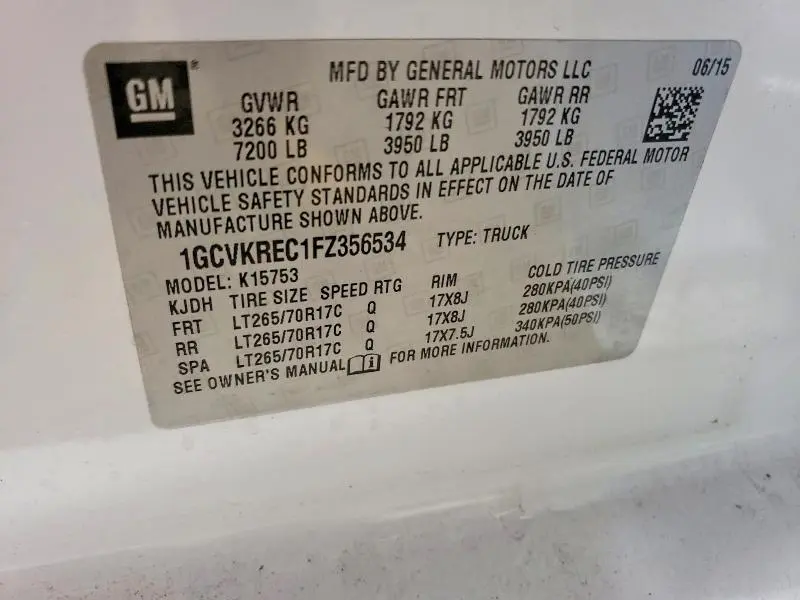 GM®
MFD BY GENERAL MOTORS LLC 06/15
GVWR GAWR FRT GAWR RR
3266 KG 1792 KG 1792 KG
7200 LB 3950 LB 3950 LB
THIS VEHICLE CONFORMS TO ALL APPLICABLE U.S. FEDERAL MOTOR
VEHICLE SAFETY STANDARDS IN EFFECT ON THE DATE OF
MANUFACTURE SHOWN ABOVE.
1GCVKREC1FZ356534 TYPE: TRUCK
MODEL: K15753
KJDH TIRE SIZE SPEED RTG RIM COLD TIRE PRESSURE
FRT LT265/70R17C Q 17X8J 280KPA(40PSI)
RR LT265/70R17C Q 17X8J 280KPA(40PSI)
SPA LT265/70R17C Q 17X7.5J 340KPA(50PSI)
SEE OWNER'S MANUAL FOR MORE INFORMATION.